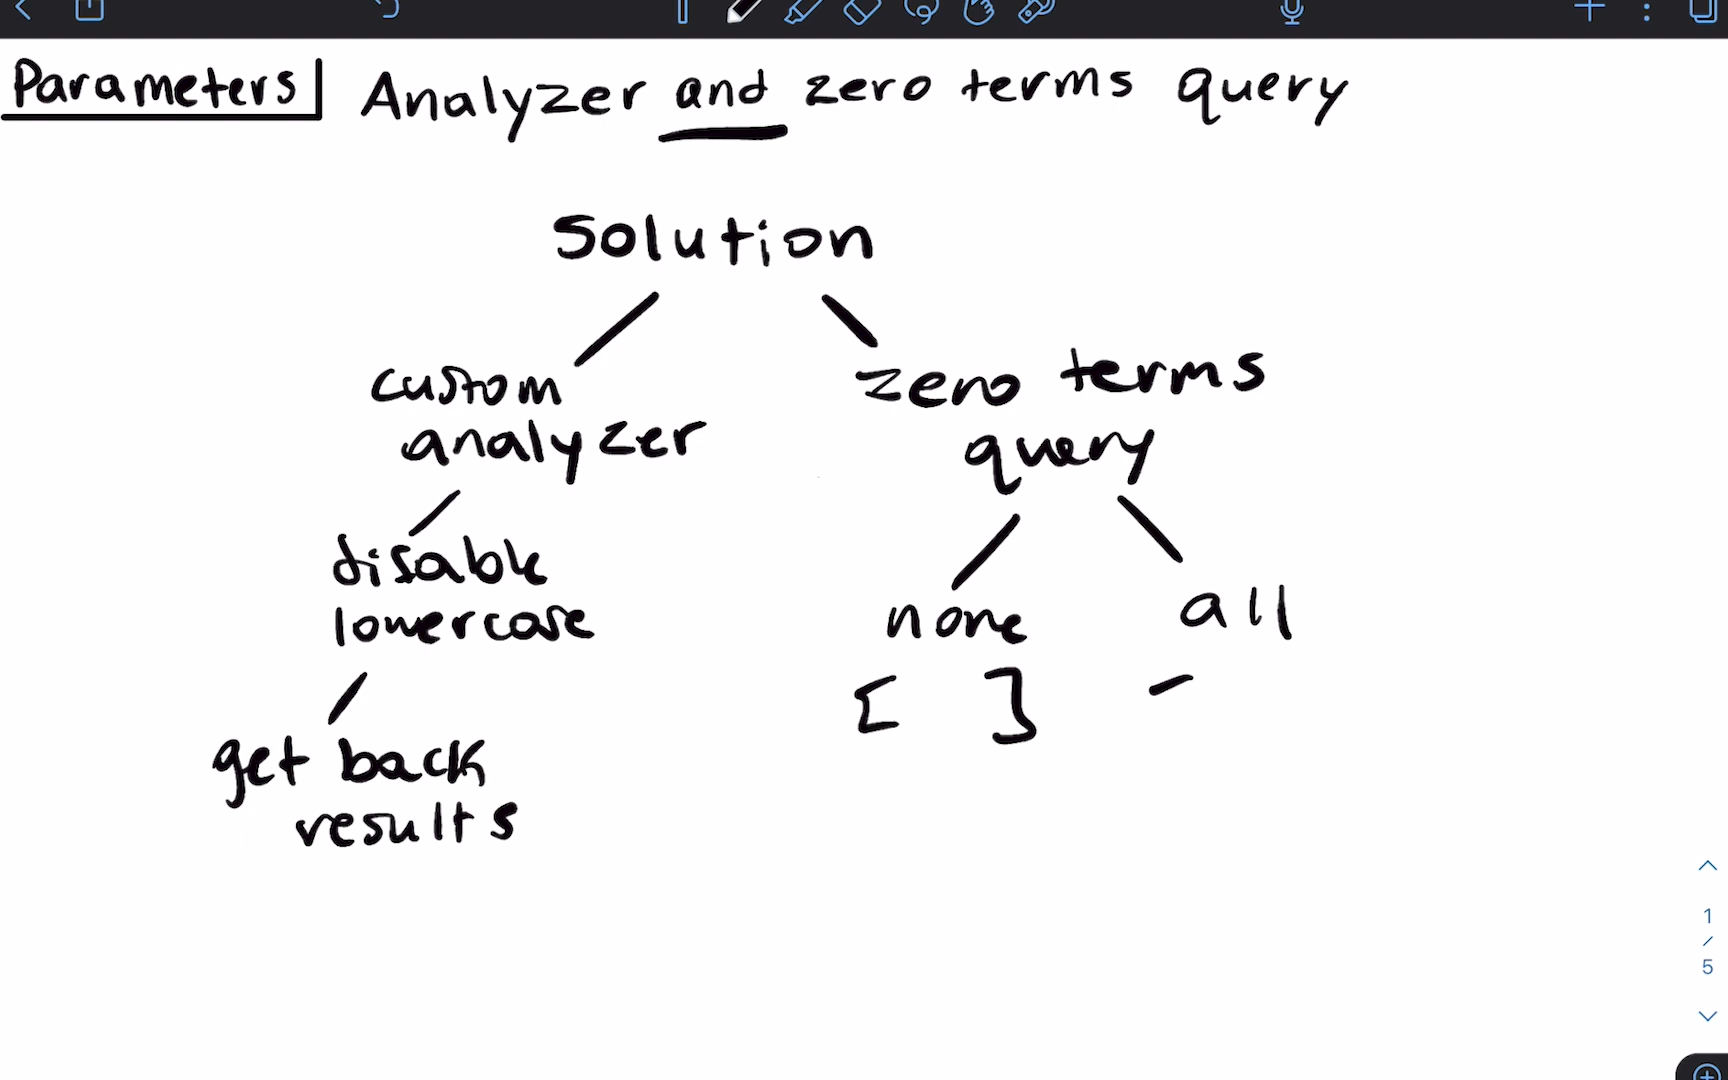 Parameters Analyzer and zero terms query
Solution
custom
analyzer
zero terms
query
disable
lowercase
none
all
[ ]
get back
results
1
/
5